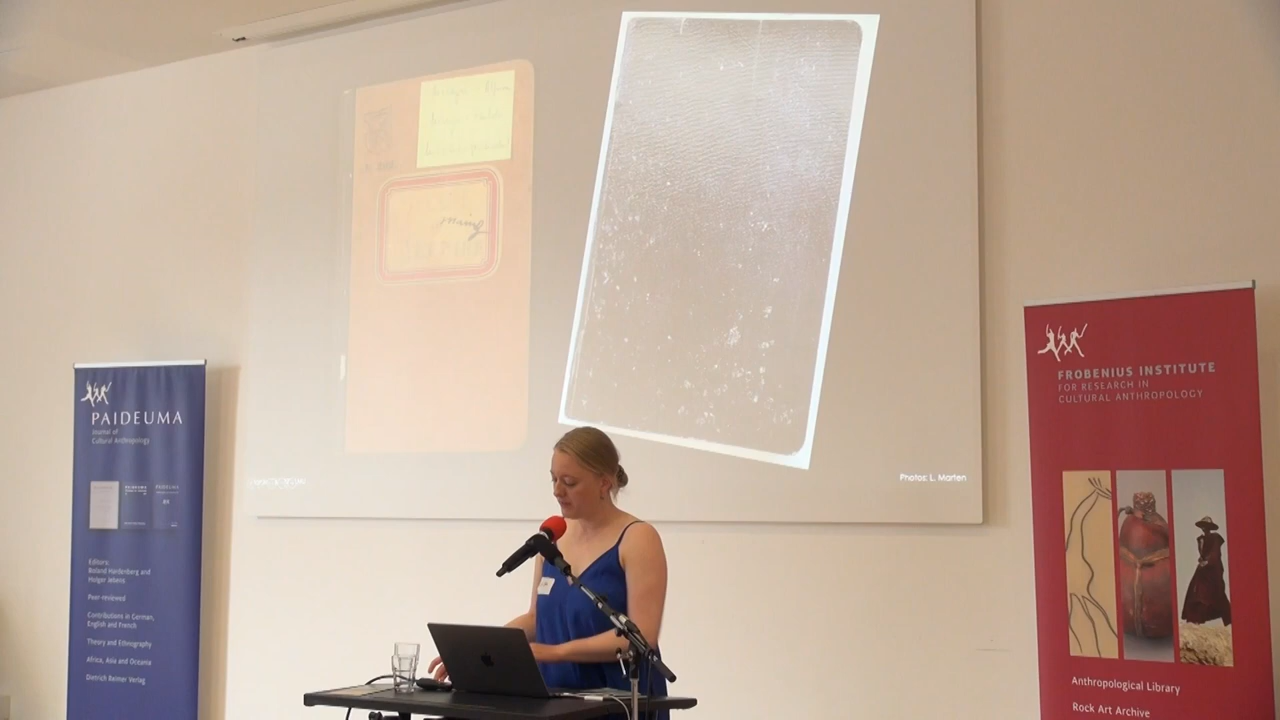 PAIDEUMA
Journal of
Cultural Anthropology
Editors:
Roland Hardenberg and
Holger Jebens
Peer-reviewed
Contributions in German,
English and French
Theory and Ethnography
Africa, Asia and Oceania
Dietrich Reimer Verlag
Photos: L. Marten
FROBENIUS INSTITUTE
FOR RESEARCH IN
CULTURAL ANTHROPOLOGY
Anthropological Library
Rock Art Archive